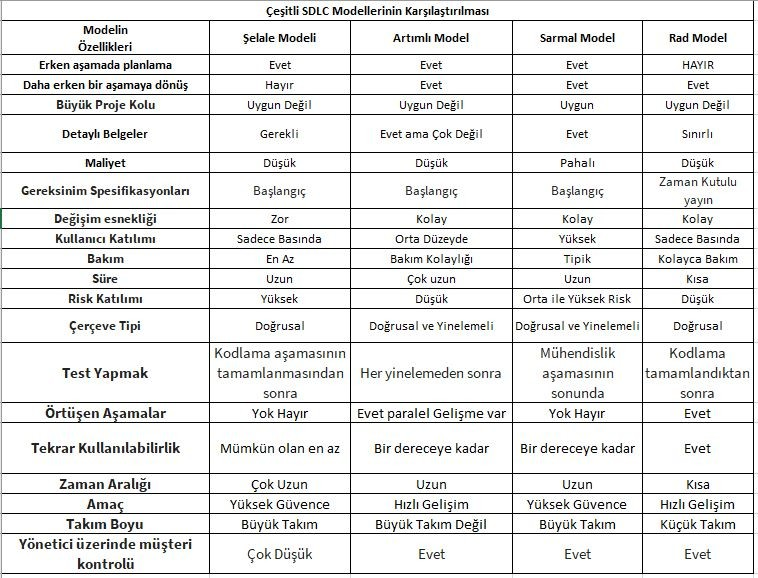 Çeşitli SDLC Modellerinin Karşılaştırılması
Modelin
Özellikleri
Şelale Modeli
Artımlı Model
Sarmal Model
Rad Model
Erken aşamada planlama
Evet
Evet
Evet
HAYIR
Daha erken bir aşamaya dönüş
Hayır
Evet
Evet
Evet
Büyük Proje Kolu
Uygun Değil
Uygun Değil
Uygun
Uygun Değil
Detaylı Belgeler
Gerekli
Evet ama Çok Değil
Evet
Sınırlı
Maliyet
Düşük
Düşük
Pahalı
Düşük
Gereksinim Spesifikasyonları
Başlangıç
Başlangıç
Başlangıç
Zaman Kutulu
yayın
Değişim esnekliği
Zor
Kolay
Kolay
Kolay
Kullanıcı Katılımı
Sadece Basında
Orta Düzeyde
Yüksek
Sadece Basında
Bakım
En Az
Bakım Kolaylığı
Tipik
Kolayca Bakım
Süre
Uzun
Çok uzun
Uzun
Kısa
Risk Katılımı
Yüksek
Düşük
Orta ile Yüksek Risk
Düşük
Çerçeve Tipi
Doğrusal
Doğrusal ve Yinelemeli
Doğrusal ve Yinelemeli
Doğrusal
Test Yapmak
Kodlama aşamasının
tamamlanmasından
sonra
Her yinelemeden sonra
Mühendislik
aşamasının
sonunda
Kodlama
tamamlandıktan
sonra
Örtüşen Aşamalar
Yok Hayır
Evet paralel Gelişme var
Yok Hayır
Evet
Tekrar Kullanılabilirlik
Mümkün olan en az
Bir dereceye kadar
Bir dereceye kadar
Evet
Zaman Aralığı
Çok Uzun
Uzun
Uzun
Kısa
Amaç
Yüksek Güvence
Hızlı Gelişim
Yüksek Güvence
Hızlı Gelişim
Takım Boyu
Büyük Takım
Büyük Takım Değil
Büyük Takım
Küçük Takım
Yönetici üzerinde müşteri
kontrolü
Çok Düşük
Evet
Evet
Evet